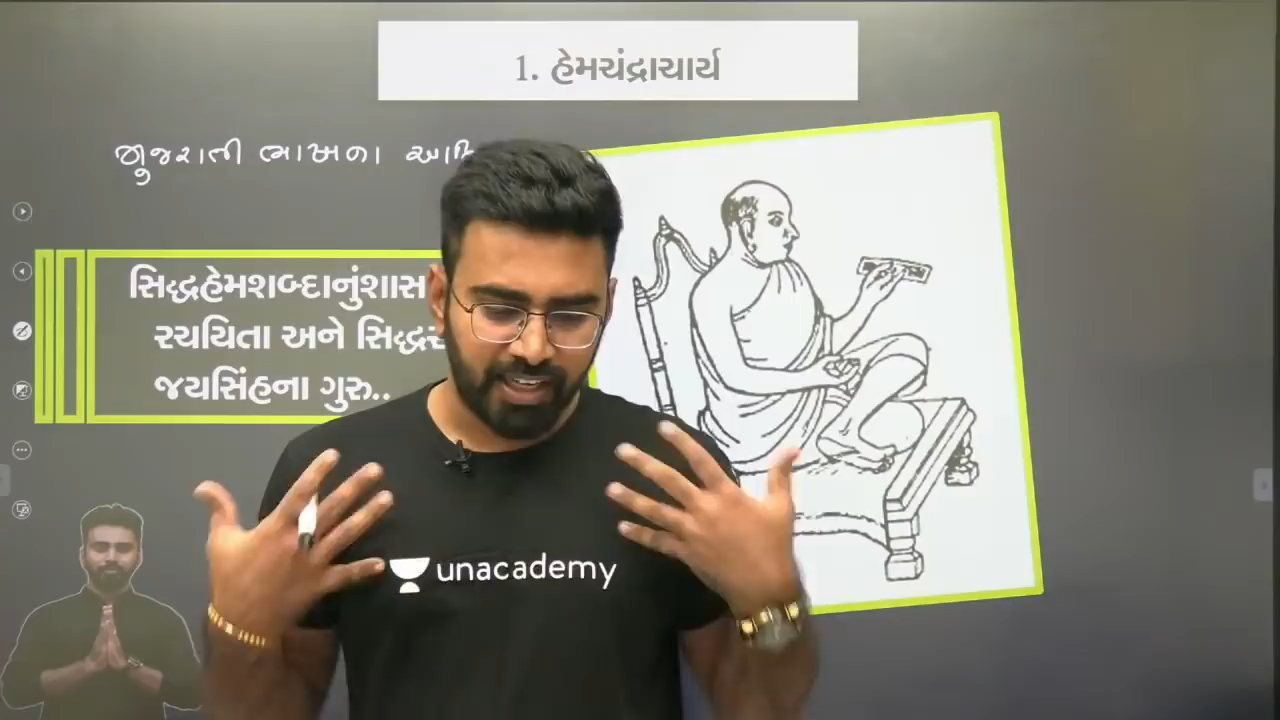 1. હેમચંદ્રાચાર્ય
ગુજરાતી ભાષાના
સિદ્ધહેમશબ્દાનુંશાસ
રચયિતા અને
જયસિંહના ગુરુ..
unacademy